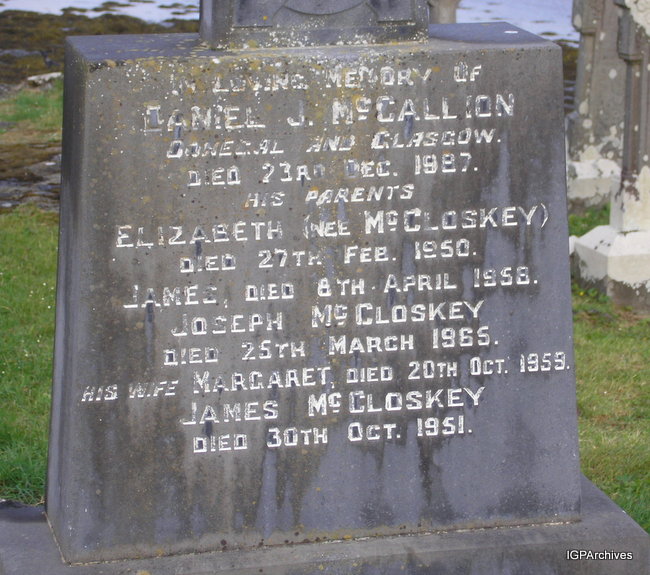 IN LOVING MEMORY OF
DANIEL J. McCALLION
DONEGAL AND GLASGOW.
DIED 23RD DEC. 1987.
HIS PARENTS
ELIZABETH (NEE McCLOSKEY)
DIED 27TH FEB. 1950.
JAMES, DIED 8TH APRIL 1958.
JOSEPH McCLOSKEY
DIED 25TH MARCH 1965.
HIS WIFE MARGARET, DIED 20TH OCT. 1959.
JAMES McCLOSKEY
DIED 30TH OCT. 1951.
IGPArchives